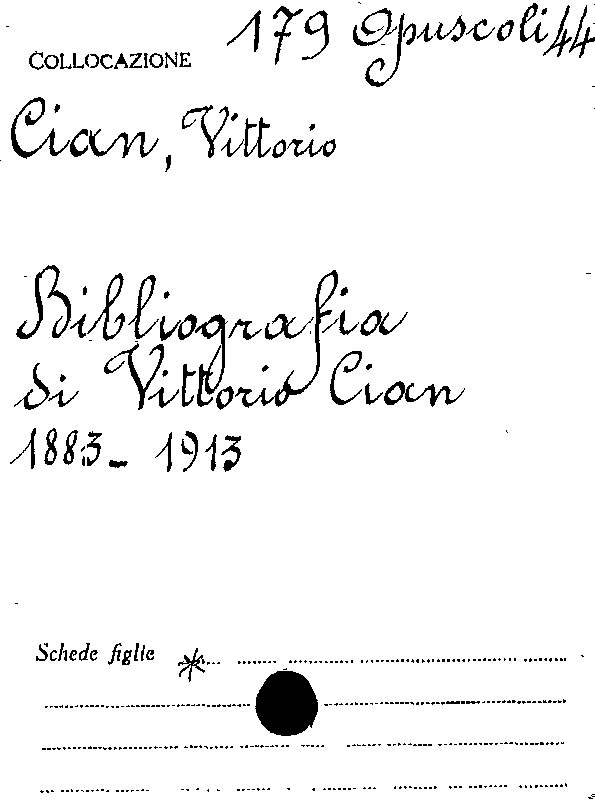 COLLOCAZIONE 179 Opuscoli 44
Cian, Vittorio
Bibliografia
di Vittorio Cian
1883- 1913
Schede figlie *